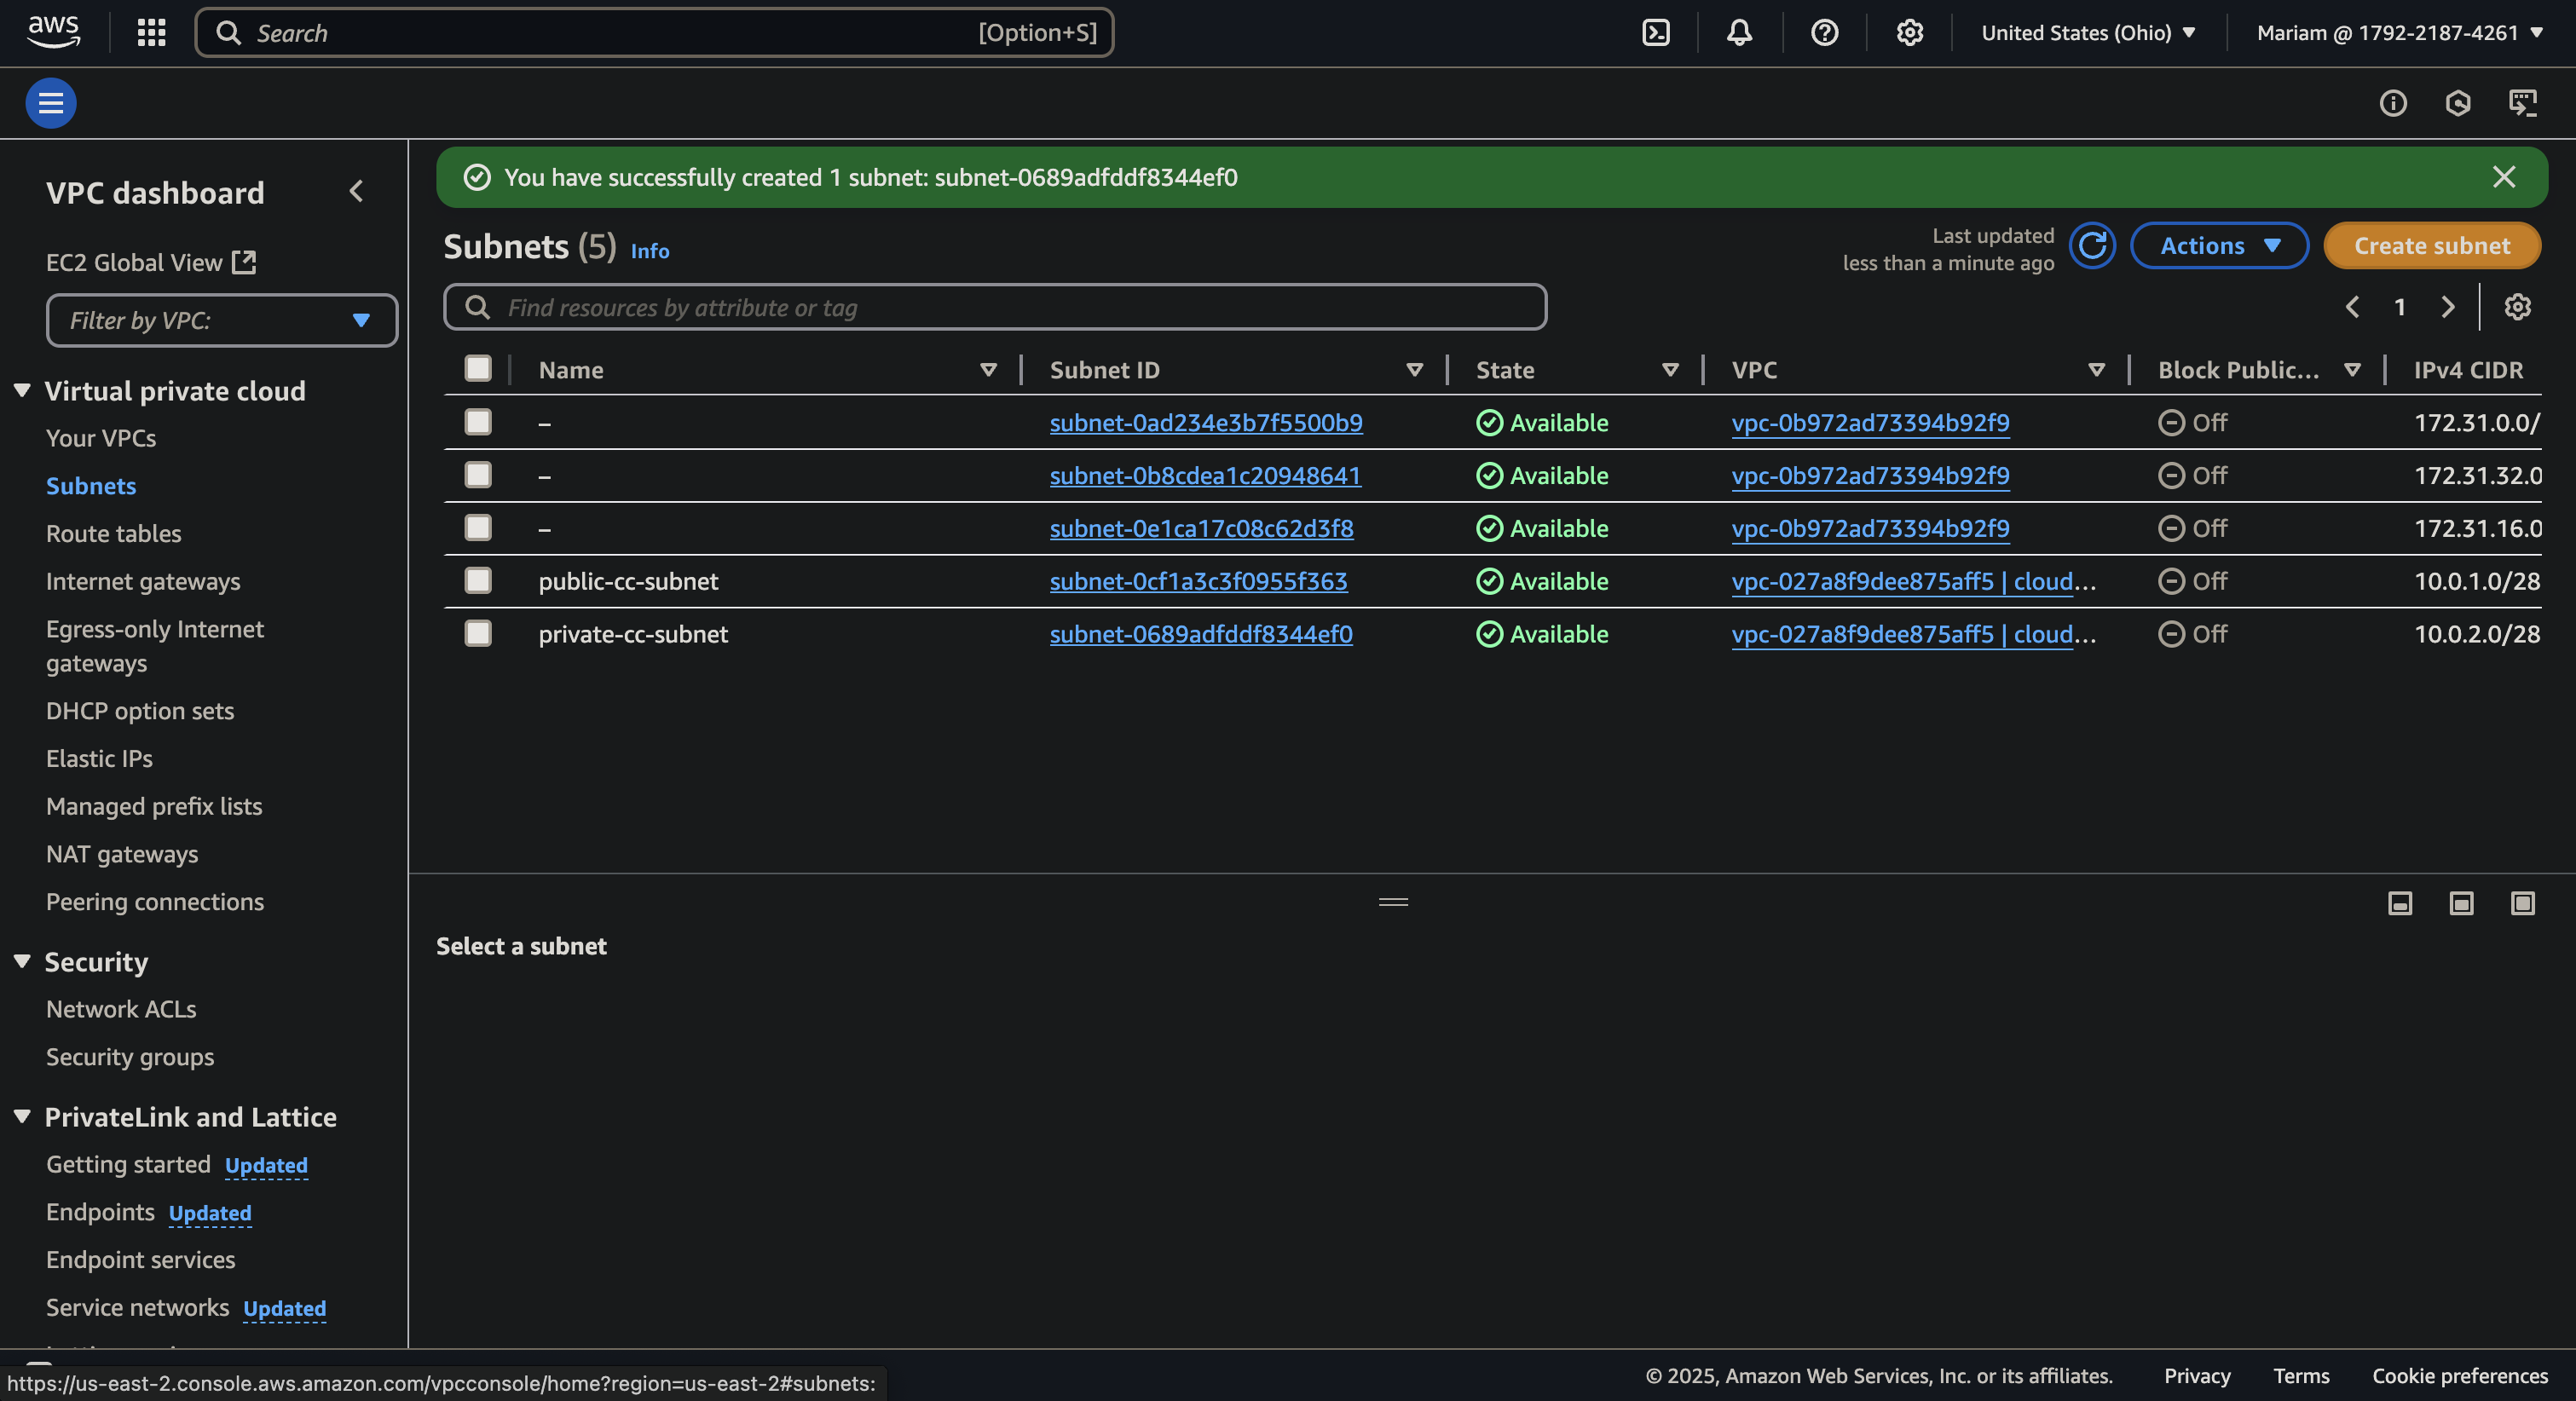 aws
Search [Option+S]
United States (Ohio)
Mariam @ 1792-2187-4261
VPC dashboard
EC2 Global View
Filter by VPC:
Virtual private cloud
Your VPCs
Subnets
Route tables
Internet gateways
Egress-only Internet
gateways
DHCP option sets
Elastic IPs
Managed prefix lists
NAT gateways
Peering connections
Security
Network ACLs
Security groups
PrivateLink and Lattice
Getting started Updated
Endpoints Updated
Endpoint services
Service networks Updated
You have successfully created 1 subnet: subnet-0689adfddf8344ef0
Subnets (5) Info
Last updated
less than a minute ago
Actions
Create subnet
Find resources by attribute or tag
1
Name Subnet ID State VPC Block Public... IPv4 CIDR
– subnet-0ad234e3b7f5500b9 Available vpc-0b972ad73394b92f9 Off 172.31.0.0/
– subnet-0b8cdea1c20948641 Available vpc-0b972ad73394b92f9 Off 172.31.32.0
– subnet-0e1ca17c08c62d3f8 Available vpc-0b972ad73394b92f9 Off 172.31.16.0
public-cc-subnet subnet-0cf1a3c3f0955f363 Available vpc-027a8f9dee875aff5 | cloud... Off 10.0.1.0/28
private-cc-subnet subnet-0689adfddf8344ef0 Available vpc-027a8f9dee875aff5 | cloud... Off 10.0.2.0/28
Select a subnet
https://us-east-2.console.aws.amazon.com/vpcconsole/home?region=us-east-2#subnets:
© 2025, Amazon Web Services, Inc. or its affiliates. Privacy Terms Cookie preferences